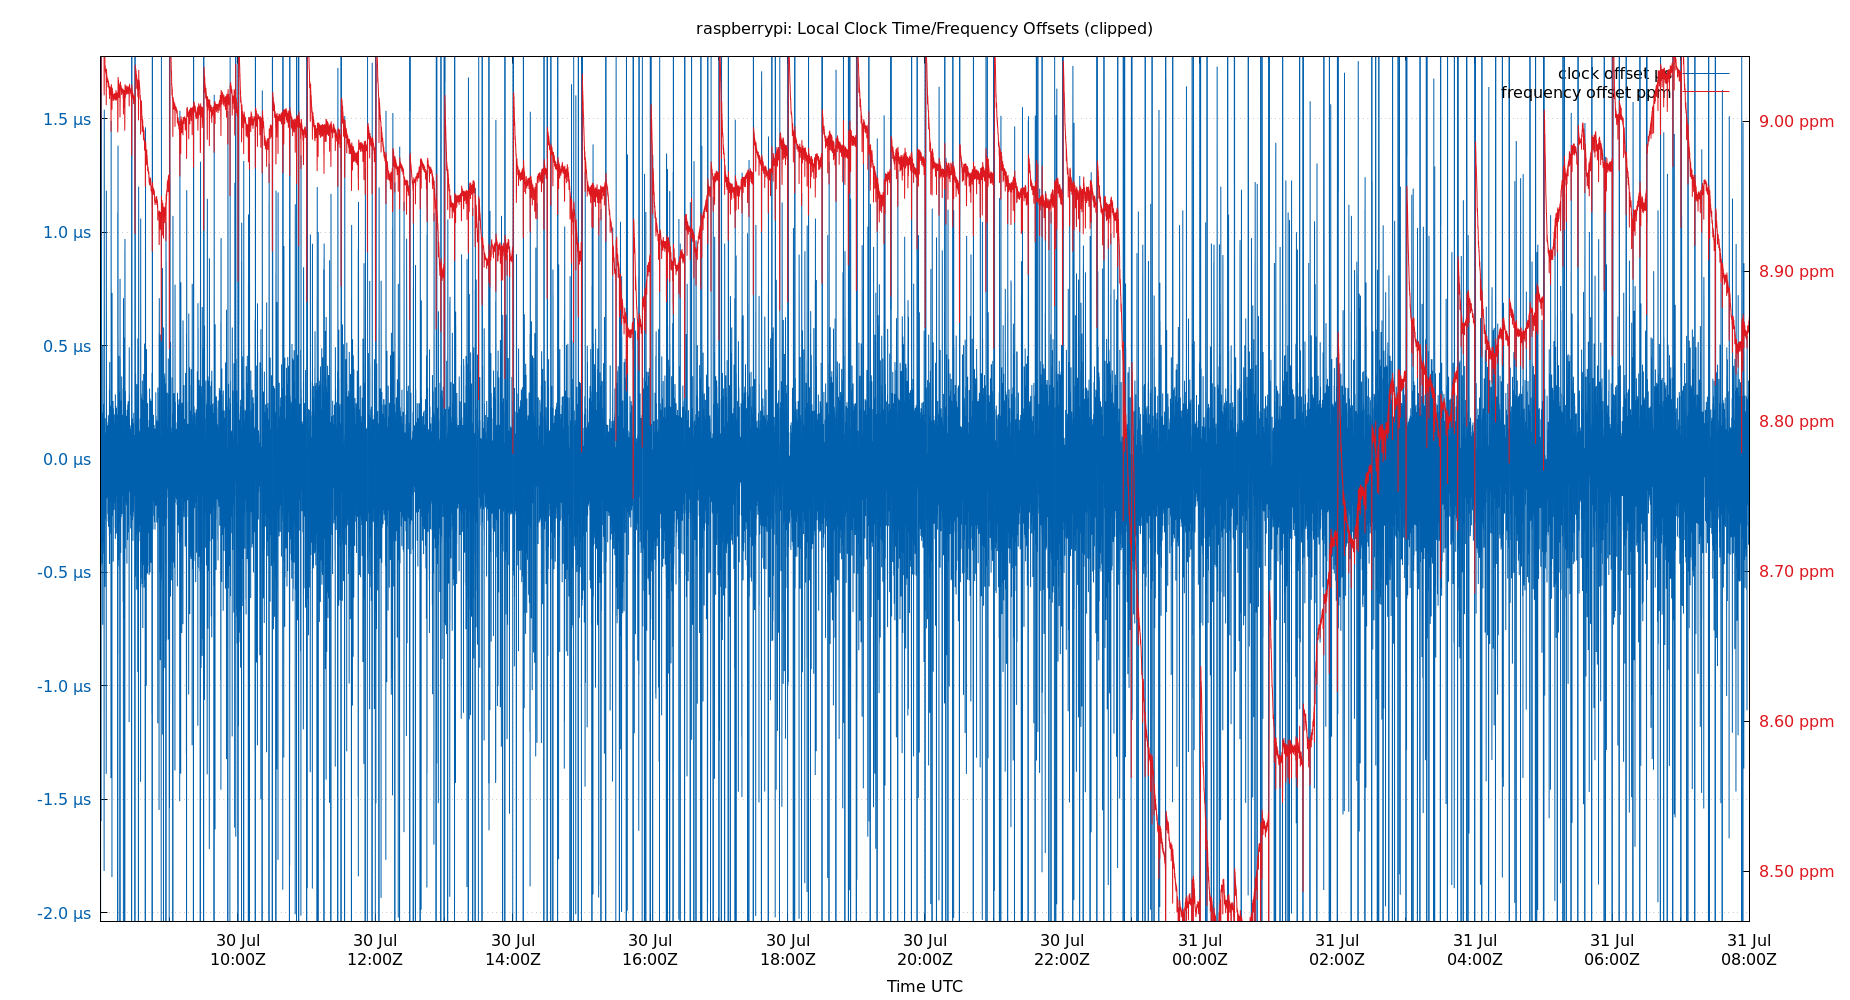 raspberrypi: Local Clock Time/Frequency Offsets (clipped)
clock offset µs
frequency offset ppm
1.5 µs
1.0 µs
0.5 µs
0.0 µs
-0.5 µs
-1.0 µs
-1.5 µs
-2.0 µs
9.00 ppm
8.90 ppm
8.80 ppm
8.70 ppm
8.60 ppm
8.50 ppm
30 Jul 30 Jul 30 Jul 30 Jul 30 Jul 30 Jul 30 Jul 31 Jul 31 Jul 31 Jul 31 Jul 31 Jul
10:00Z 12:00Z 14:00Z 16:00Z 18:00Z 20:00Z 22:00Z 00:00Z 02:00Z 04:00Z 06:00Z 08:00Z
Time UTC